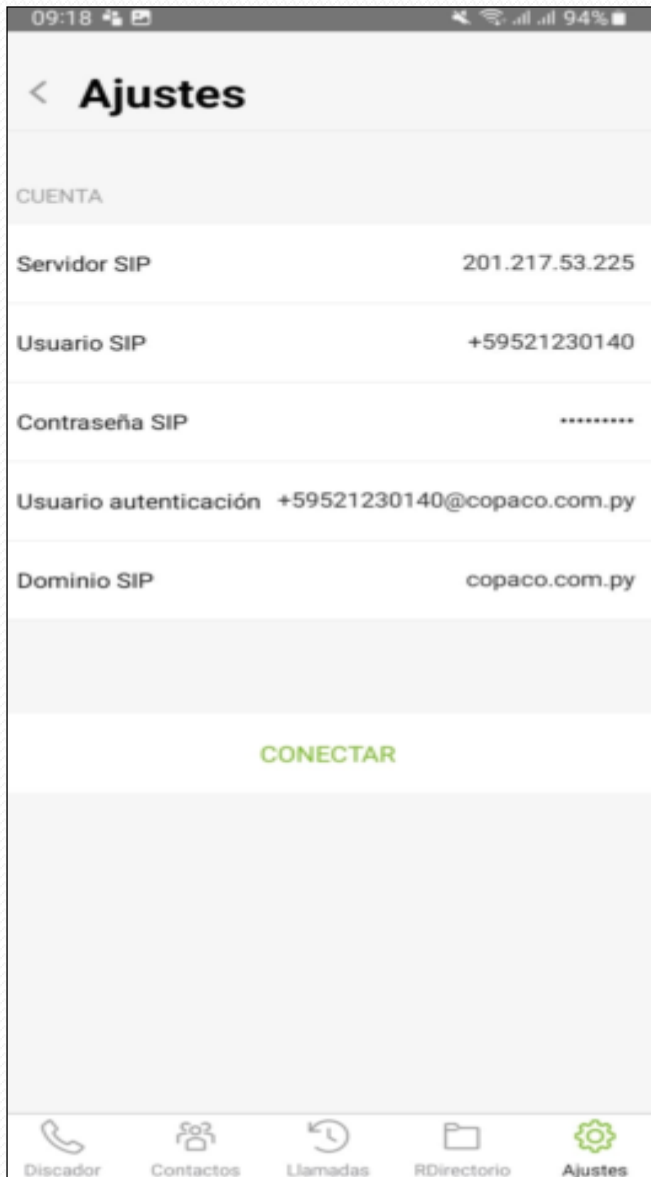 09:18 94%
Ajustes
CUENTA
Servidor SIP 201.217.53.225
Usuario SIP +59521230140
Contraseña SIP •••••••••
Usuario autenticación +59521230140@copaco.com.py
Dominio SIP copaco.com.py
CONECTAR
Discador Contactos Llamadas RDirectorio Ajustes